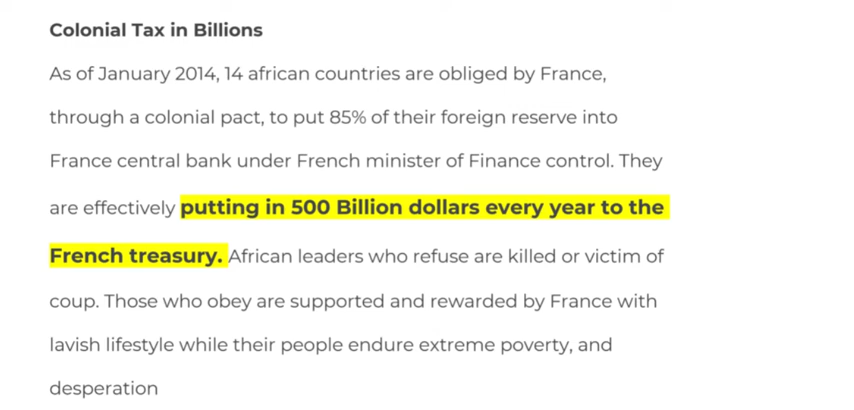 Colonial Tax in Billions
As of January 2014, 14 african countries are obliged by France,
through a colonial pact, to put 85% of their foreign reserve into
France central bank under French minister of Finance control. They
are effectively putting in 500 Billion dollars every year to the
French treasury. African leaders who refuse are killed or victim of
coup. Those who obey are supported and rewarded by France with
lavish lifestyle while their people endure extreme poverty, and
desperation